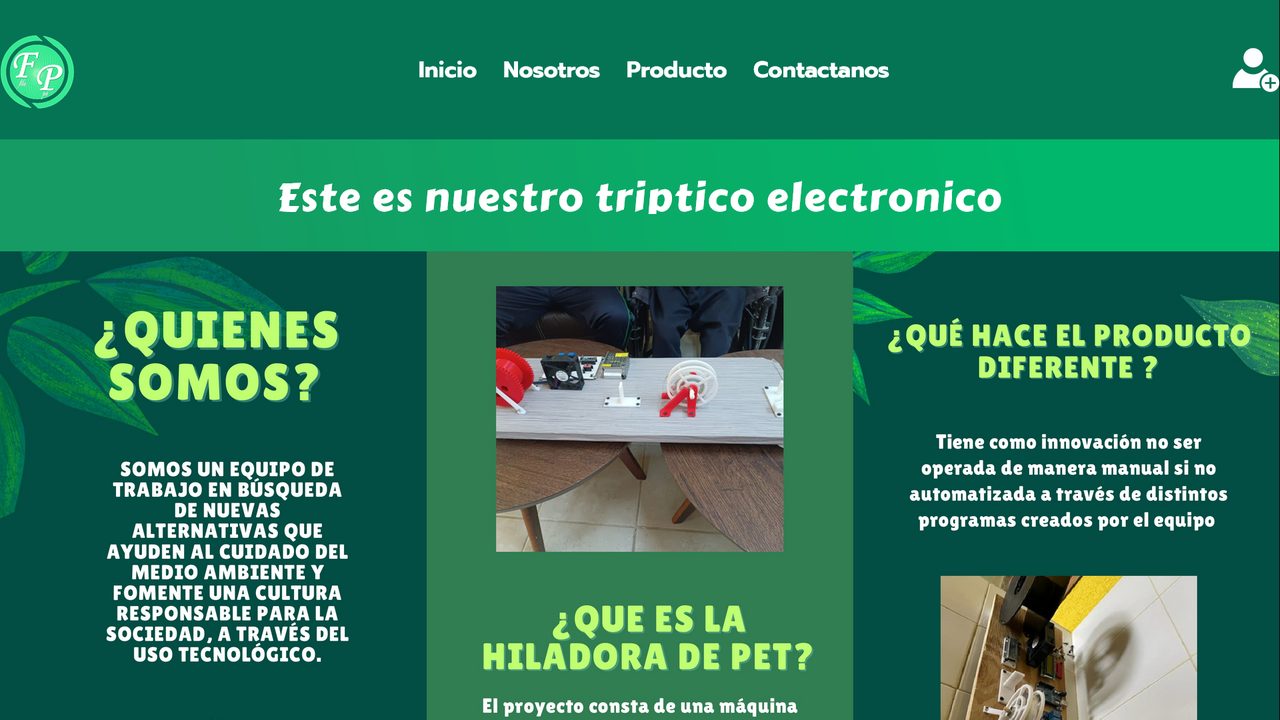 F P
Inicio Nosotros Producto Contactanos
Este es nuestro triptico electronico
¿QUIENES
SOMOS?
SOMOS UN EQUIPO DE
TRABAJO EN BÚSQUEDA
DE NUEVAS
ALTERNATIVAS QUE
AYUDEN AL CUIDADO DEL
MEDIO AMBIENTE Y
FOMENTE UNA CULTURA
RESPONSABLE PARA LA
SOCIEDAD, A TRAVÉS DEL
USO TECNOLÓGICO.
¿QUE ES LA
HILADORA DE PET?
El proyecto consta de una máquina
¿QUÉ HACE EL PRODUCTO
DIFERENTE ?
Tiene como innovación no ser
operada de manera manual si no
automatizada a través de distintos
programas creados por el equipo